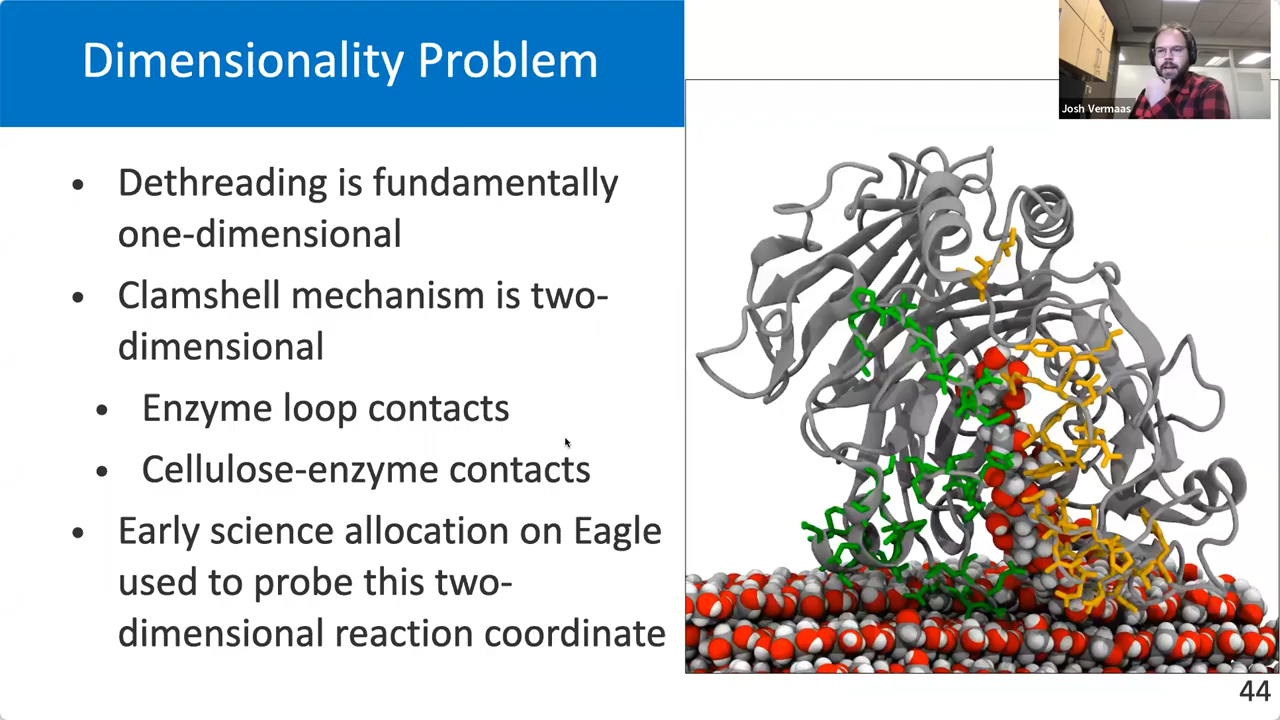 Dimensionality Problem
Josh Vermaas
• Dethreading is fundamentally
one-dimensional
• Clamshell mechanism is two-
dimensional
• Enzyme loop contacts
• Cellulose-enzyme contacts
• Early science allocation on Eagle
used to probe this two-
dimensional reaction coordinate
44